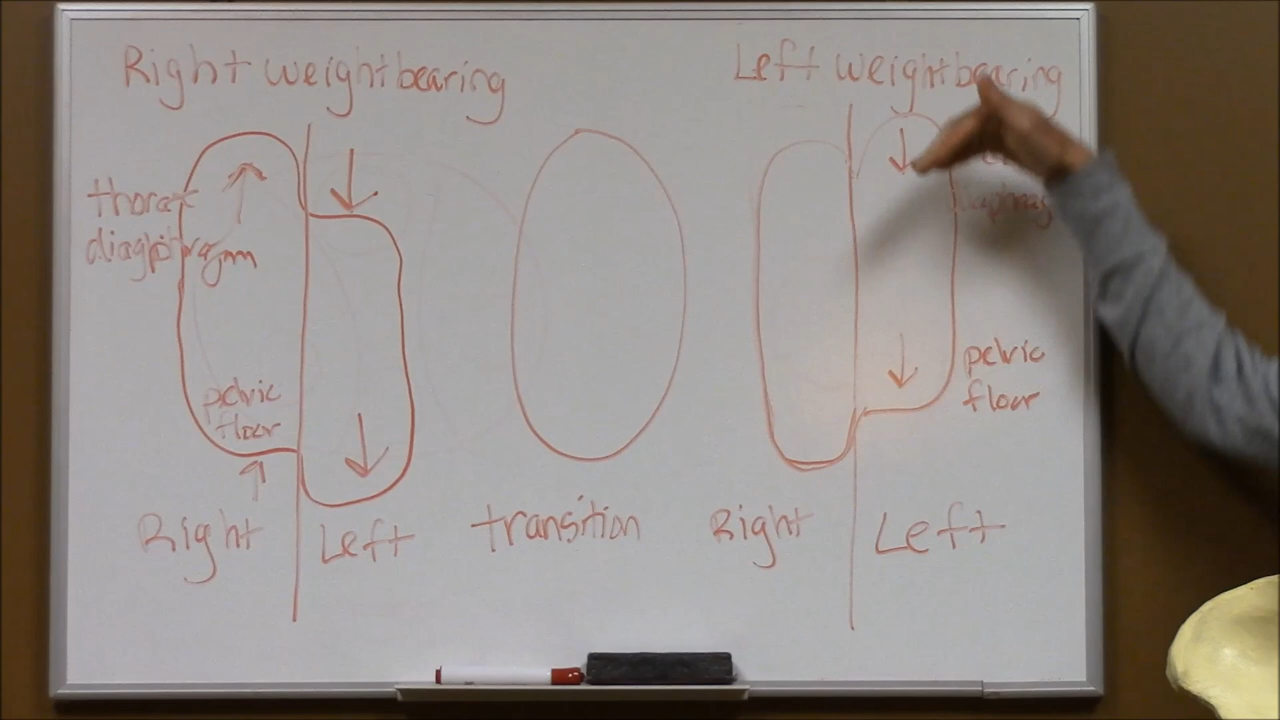 Right weightbearing
Left weightbearing
thorax
diaphragm
pelvic
floor
pelvic
floor
Right
Left
transition
Right
Left